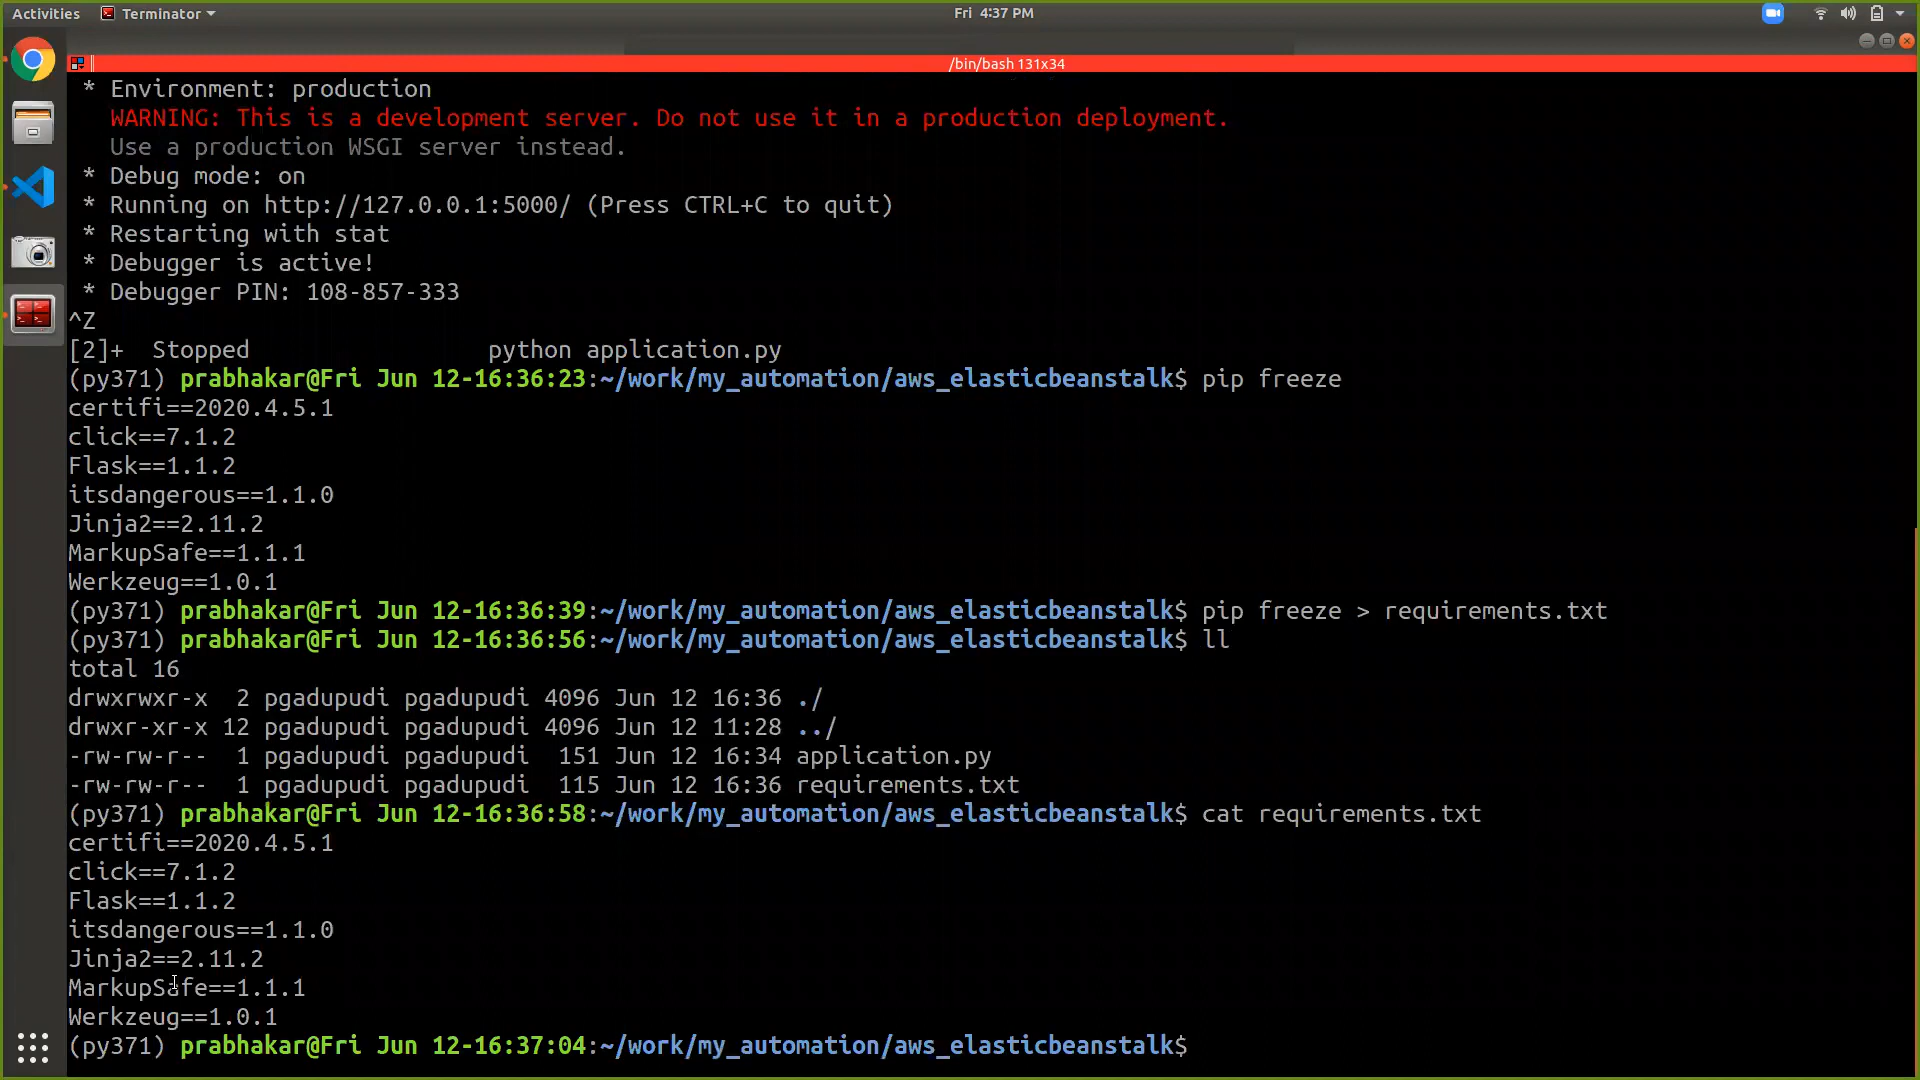 Activities Terminator Fri 4:37 PM
/bin/bash 131x34
* Environment: production
WARNING: This is a development server. Do not use it in a production deployment.
Use a production WSGI server instead.
* Debug mode: on
* Running on http://127.0.0.1:5000/ (Press CTRL+C to quit)
* Restarting with stat
* Debugger is active!
* Debugger PIN: 108-857-333
^Z
[2]+  Stopped                 python application.py
(py371) prabhakar@Fri Jun 12-16:36:23:~/work/my_automation/aws_elasticbeanstalk$ pip freeze
certifi==2020.4.5.1
click==7.1.2
Flask==1.1.2
itsdangerous==1.1.0
Jinja2==2.11.2
MarkupSafe==1.1.1
Werkzeug==1.0.1
(py371) prabhakar@Fri Jun 12-16:36:39:~/work/my_automation/aws_elasticbeanstalk$ pip freeze > requirements.txt
(py371) prabhakar@Fri Jun 12-16:36:56:~/work/my_automation/aws_elasticbeanstalk$ ll
total 16
drwxrwxr-x  2 pgadupudi pgadupudi 4096 Jun 12 16:36 ./
drwxr-xr-x 12 pgadupudi pgadupudi 4096 Jun 12 11:28 ../
-rw-rw-r--  1 pgadupudi pgadupudi  151 Jun 12 16:34 application.py
-rw-rw-r--  1 pgadupudi pgadupudi  115 Jun 12 16:36 requirements.txt
(py371) prabhakar@Fri Jun 12-16:36:58:~/work/my_automation/aws_elasticbeanstalk$ cat requirements.txt
certifi==2020.4.5.1
click==7.1.2
Flask==1.1.2
itsdangerous==1.1.0
Jinja2==2.11.2
MarkupSafe==1.1.1
Werkzeug==1.0.1
(py371) prabhakar@Fri Jun 12-16:37:04:~/work/my_automation/aws_elasticbeanstalk$